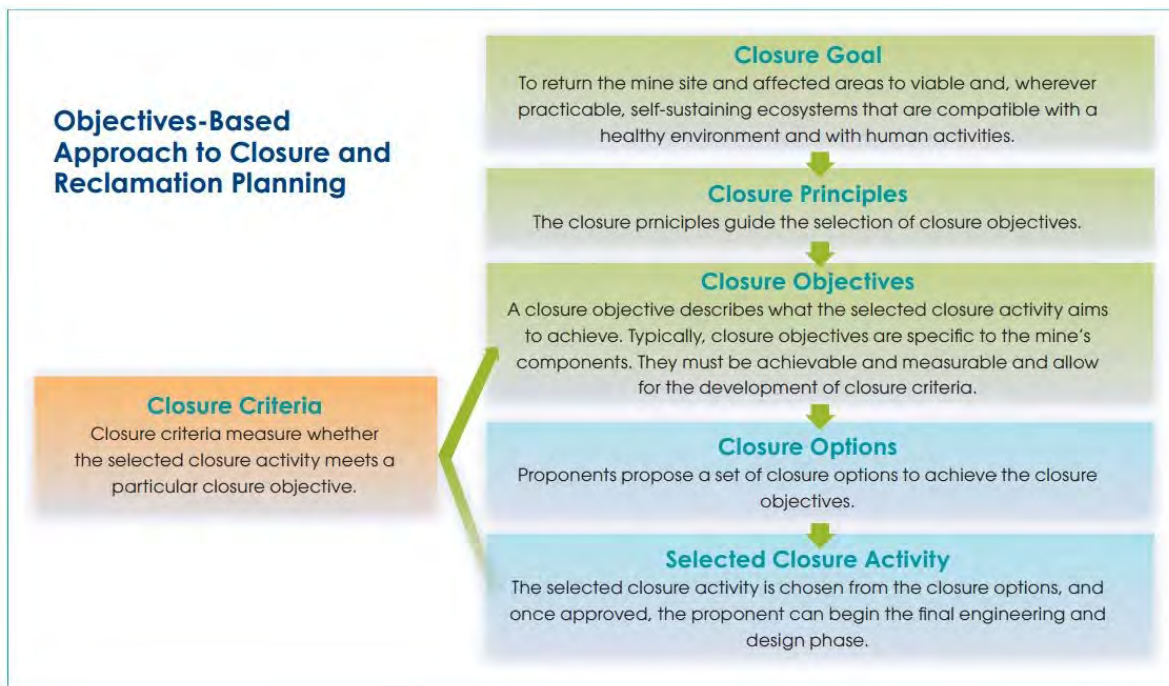 Objectives-Based
Approach to Closure and
Reclamation Planning
Closure Goal
To return the mine site and affected areas to viable and, wherever
practicable, self-sustaining ecosystems that are compatible with a
healthy environment and with human activities.
Closure Principles
The closure prniciples guide the selection of closure objectives.
Closure Objectives
A closure objective describes what the selected closure activity aims
to achieve. Typically, closure objectives are specific to the mine's
components. They must be achievable and measurable and allow
for the development of closure criteria.
Closure Criteria
Closure criteria measure whether
the selected closure activity meets a
particular closure objective.
Closure Options
Proponents propose a set of closure options to achieve the closure
objectives.
Selected Closure Activity
The selected closure activity is chosen from the closure options, and
once approved, the proponent can begin the final engineering and
design phase.